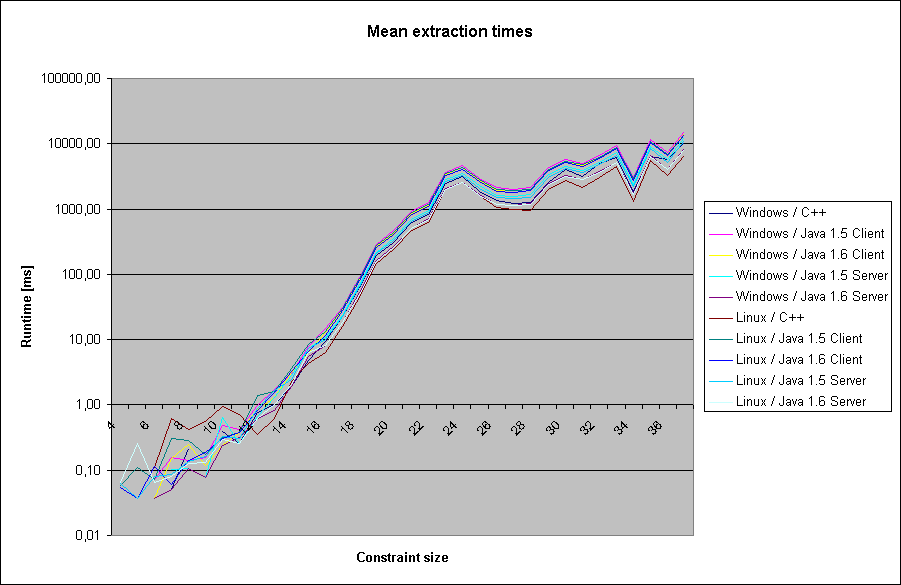 Mean extraction times
100000,00
10000,00
1000,00
100,00
10,00
1,00
0,10
0,01
Runtime [ms]
4 6 8 10 12 14 16 18 20 22 24 26 28 30 32 34 36
Constraint size
Windows / C++
Windows / Java 1.5 Client
Windows / Java 1.6 Client
Windows / Java 1.5 Server
Windows / Java 1.6 Server
Linux / C++
Linux / Java 1.5 Client
Linux / Java 1.6 Client
Linux / Java 1.5 Server
Linux / Java 1.6 Server